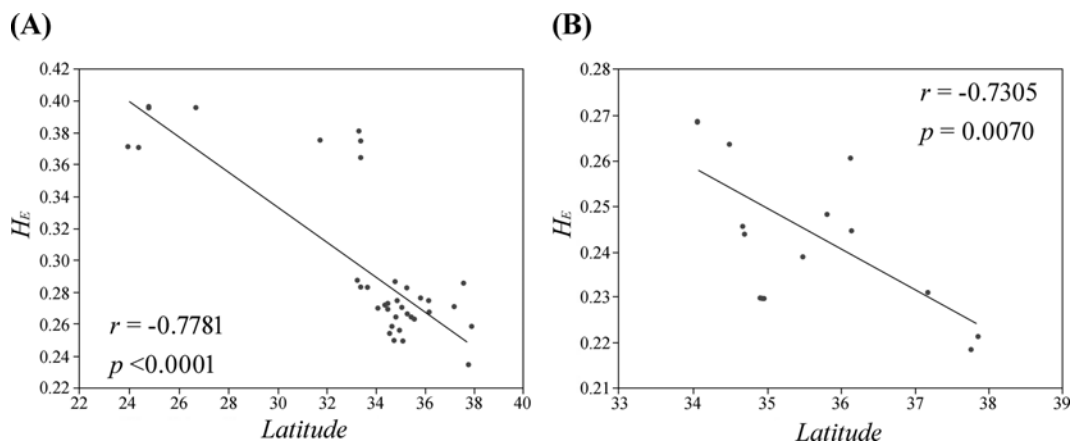 (A)
0.42
0.40
0.38
0.36
0.34
0.32
0.30
0.28
0.26
0.24
0.22
HE
r = -0.7781
p <0.0001
22 24 26 28 30 32 34 36 38 40
Latitude
(B)
0.28
0.27
0.26
0.25
0.24
0.23
0.22
0.21
HE
r = -0.7305
p = 0.0070
33 34 35 36 37 38 39
Latitude